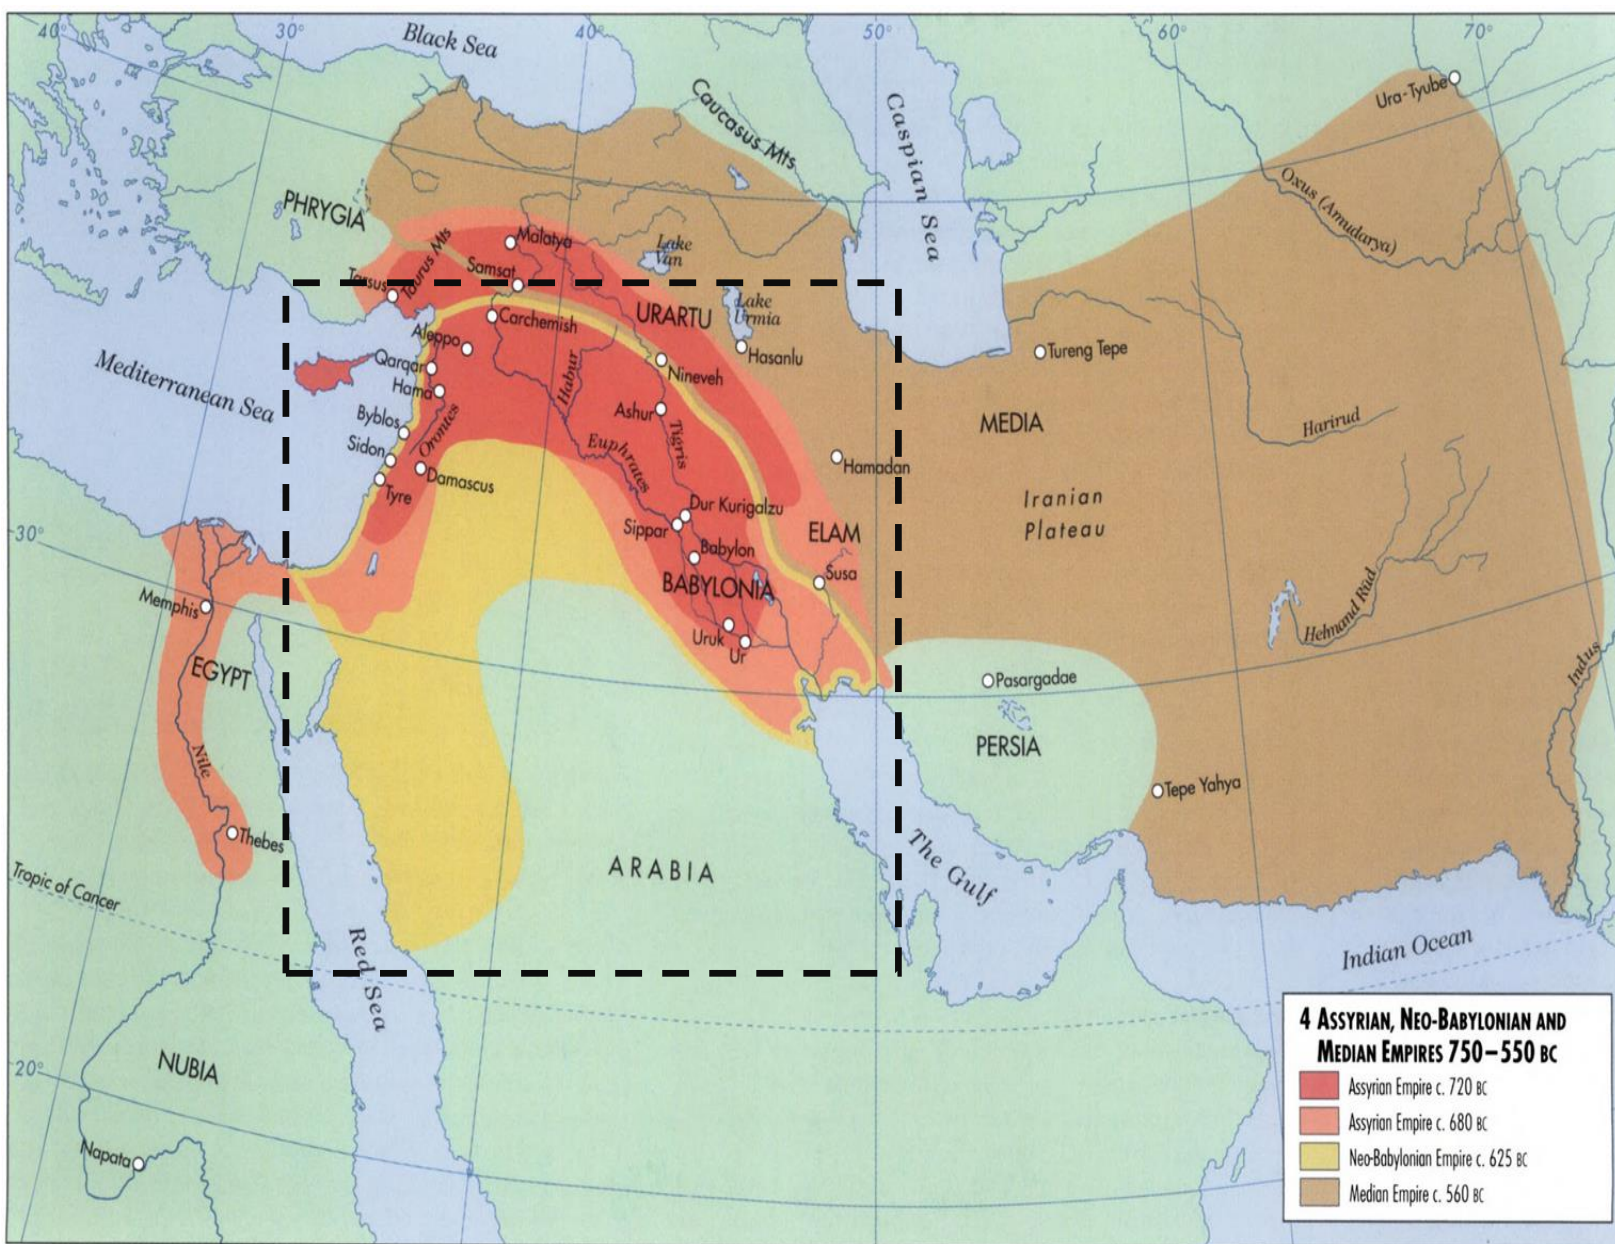 40°
30°
40°
50°
60°
70°
Black Sea
Caucasus Mts
Caspian Sea
Ura-Tyube
Oxus (Amudarya)
PHRYGIA
Taurus Mts
Malatya
Lake
Van
Samsat
Tarsus
URARTU
Lake
Urmia
Carchemish
Aleppo
Hasanlu
Tureng Tepe
Mediterranean Sea
Qarqar
Habur
Nineveh
Hama
Ashur
MEDIA
Harirud
Byblos
Orontes
Tigris
Sidon
Euphrates
Hamadan
Damascus
Tyre
Iranian
Plateau
Dur Kurigalzu
Sippar
ELAM
30°
Babylon
BABYLONIA
Susa
Memphis
Helmand Rūd
Uruk
Ur
Indus
EGYPT
Pasargadae
PERSIA
Nile
Tepe Yahya
Thebes
The Gulf
ARABIA
Tropic of Cancer
Red Sea
Indian Ocean
NUBIA
20°
Napata
4 ASSYRIAN, NEO-BABYLONIAN AND
MEDIAN EMPIRES 750–550 BC
Assyrian Empire c. 720 BC
Assyrian Empire c. 680 BC
Neo-Babylonian Empire c. 625 BC
Median Empire c. 560 BC